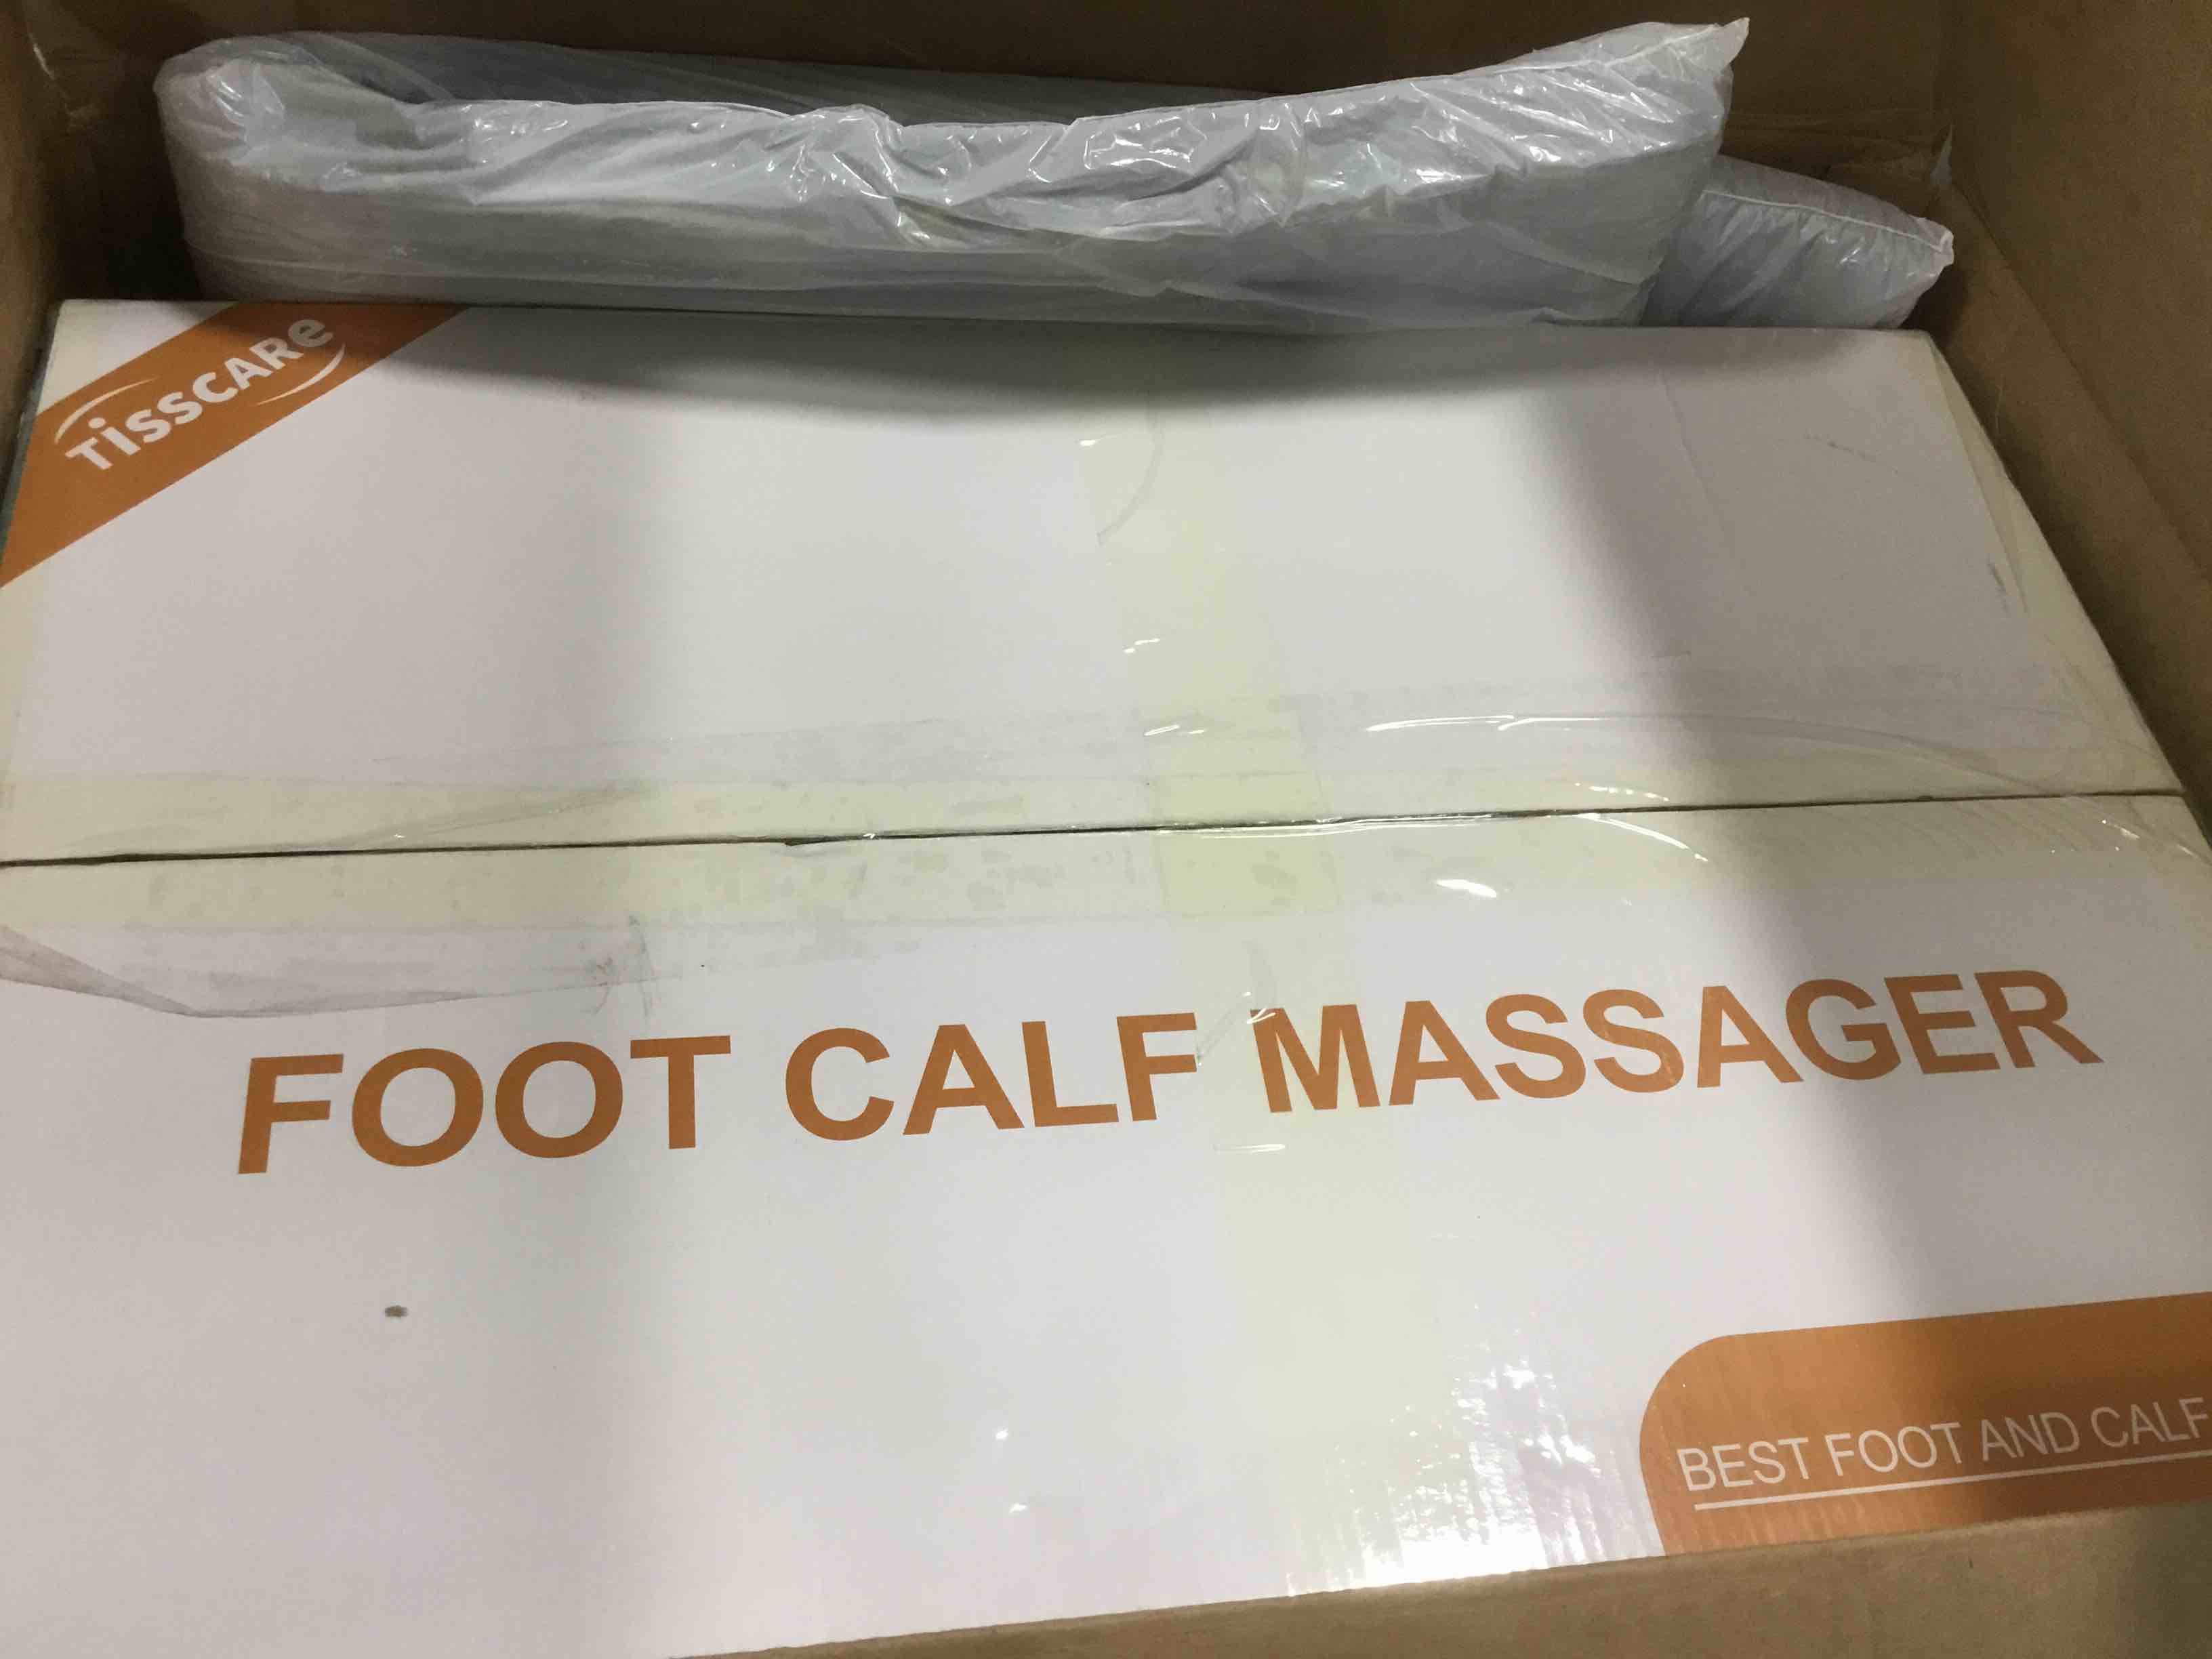 TISSCARe
FOOT CALF MASSAGER
BEST FOOT AND CALF